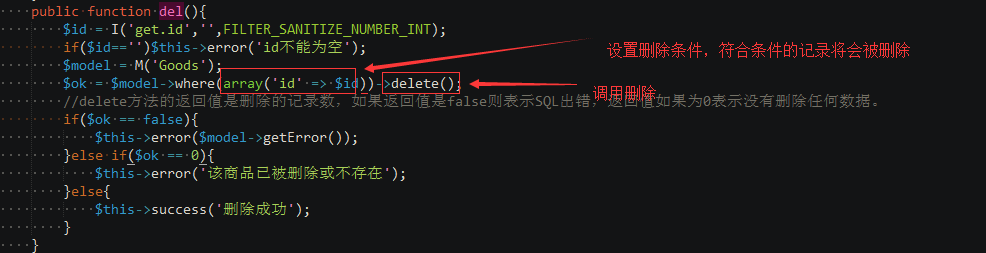 public function del(){
$id = I('get.id','',FILTER_SANITIZE_NUMBER_INT);
if($id=='')$this->error('id不能为空');
设置删除条件，符合条件的记录将会被删除
$model = M('Goods');
$ok = $model->where(array('id' => $id))->delete();
调用删除
//delete方法的返回值是删除的记录数，如果返回值是false则表示SQL出错，返回值如果为0表示没有删除任何数据。
if($ok == false){
$this->error($model->getError());
}else if($ok == 0){
$this->error('该商品已被删除或不存在');
}else{
$this->success('删除成功');
}
}